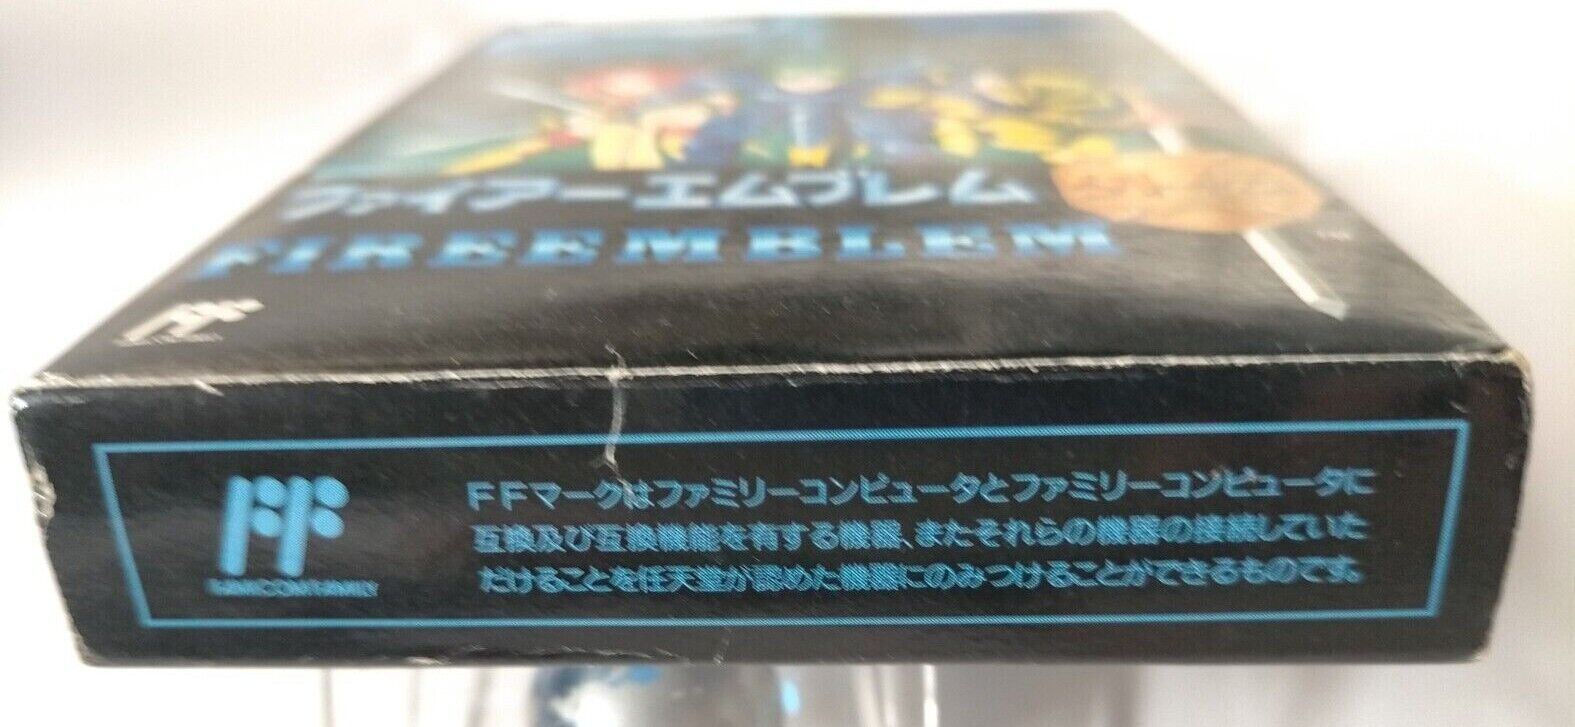 ファイアーエムブレム
FIRE EMBLEM
FAMICOM FAMILY
FFマークはファミリーコンピュータとファミリーコンピュータに
互換及び互換機能を有する機器、またそれらの機器の接続していた
だけることを任天堂が認めた機器にのみつけることができるものです。